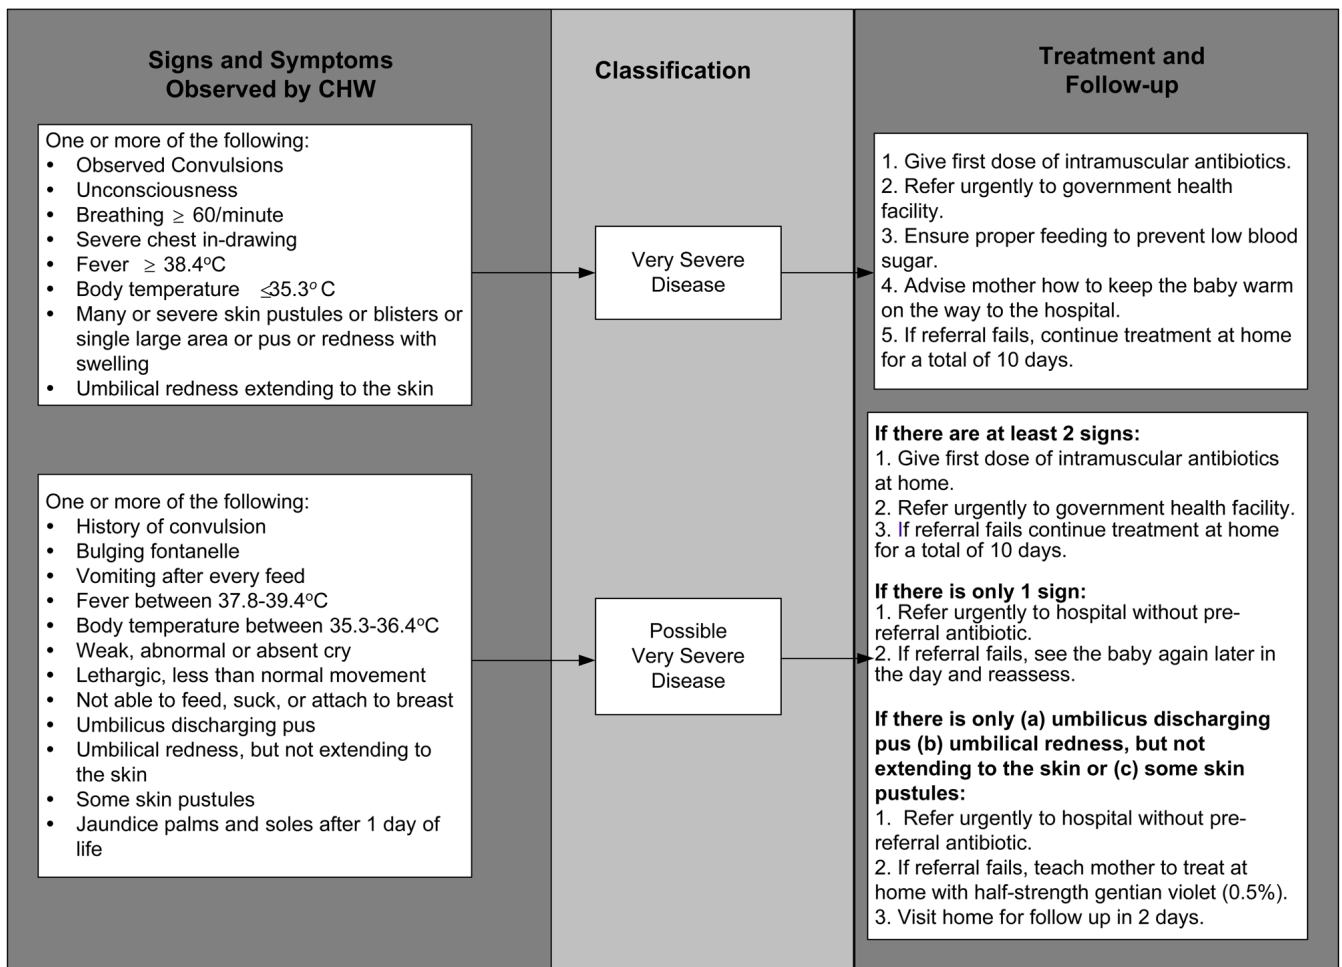 Signs and Symptoms
Observed by CHW
Classification
Treatment and
Follow-up
One or more of the following:
• Observed Convulsions
• Unconsciousness
• Breathing ≥ 60/minute
• Severe chest in-drawing
• Fever ≥ 38.4ºC
• Body temperature ≤35.3º C
• Many or severe skin pustules or blisters or
single large area or pus or redness with
swelling
• Umbilical redness extending to the skin
Very Severe
Disease
1. Give first dose of intramuscular antibiotics.
2. Refer urgently to government health
facility.
3. Ensure proper feeding to prevent low blood
sugar.
4. Advise mother how to keep the baby warm
on the way to the hospital.
5. If referral fails, continue treatment at home
for a total of 10 days.
One or more of the following:
• History of convulsion
• Bulging fontanelle
• Vomiting after every feed
• Fever between 37.8-39.4ºC
• Body temperature between 35.3-36.4ºC
• Weak, abnormal or absent cry
• Lethargic, less than normal movement
• Not able to feed, suck, or attach to breast
• Umbilicus discharging pus
• Umbilical redness, but not extending to
the skin
• Some skin pustules
• Jaundice palms and soles after 1 day of
life
Possible
Very Severe
Disease
If there are at least 2 signs:
1. Give first dose of intramuscular antibiotics
at home.
2. Refer urgently to government health facility.
3. If referral fails continue treatment at home
for a total of 10 days.
If there is only 1 sign:
1. Refer urgently to hospital without pre-
referral antibiotic.
2. If referral fails, see the baby again later in
the day and reassess.
If there is only (a) umbilicus discharging
pus (b) umbilical redness, but not
extending to the skin or (c) some skin
pustules:
1. Refer urgently to hospital without pre-
referral antibiotic.
2. If referral fails, teach mother to treat at
home with half-strength gentian violet (0.5%).
3. Visit home for follow up in 2 days.